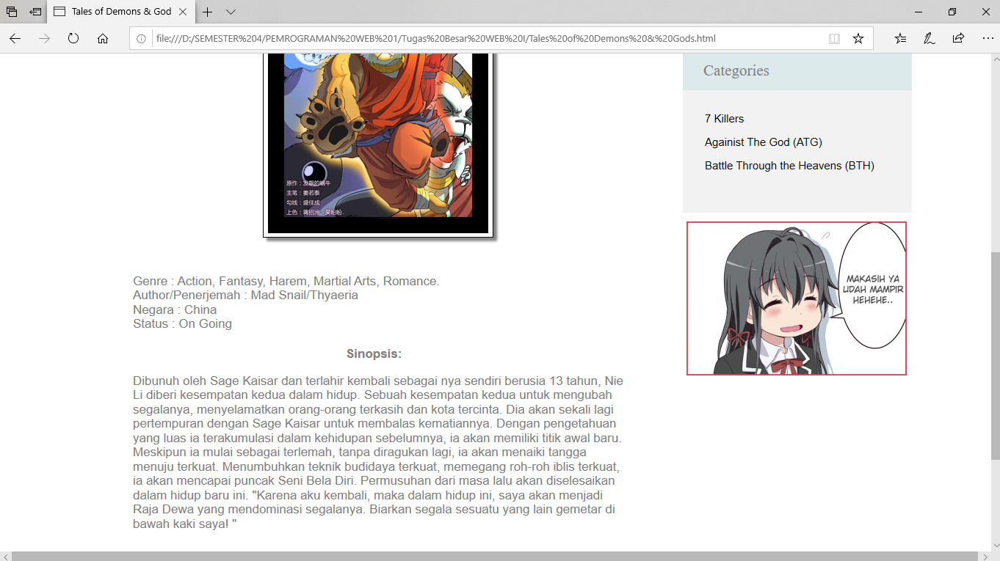 Tales of Demons & God
file:///D:/SEMESTER%204/PEMROGRAMAN%20WEB%201/Tugas%20Besar%20WEB%20I/Tales%20of%20Demons%20&%20Gods.html
原作：发飙的蜗牛
主笔：姜若泰
勾线：盛佳成
上色：蒋招洲、吴盼盼
Genre : Action, Fantasy, Harem, Martial Arts, Romance.
Author/Penerjemah : Mad Snail/Thyaeria
Negara : China
Status : On Going
Sinopsis:
Dibunuh oleh Sage Kaisar dan terlahir kembali sebagai nya sendiri berusia 13 tahun, Nie
Li diberi kesempatan kedua dalam hidup. Sebuah kesempatan kedua untuk mengubah
segalanya, menyelamatkan orang-orang terkasih dan kota tercinta. Dia akan sekali lagi
pertempuran dengan Sage Kaisar untuk membalas kematiannya. Dengan pengetahuan
yang luas ia terakumulasi dalam kehidupan sebelumnya, ia akan memiliki titik awal baru.
Meskipun ia mulai sebagai terlemah, tanpa diragukan lagi, ia akan menaiki tangga
menuju terkuat. Menumbuhkan teknik budidaya terkuat, memegang roh-roh iblis terkuat,
ia akan mencapai puncak Seni Bela Diri. Permusuhan dari masa lalu akan diselesaikan
dalam hidup baru ini. "Karena aku kembali, maka dalam hidup ini, saya akan menjadi
Raja Dewa yang mendominasi segalanya. Biarkan segala sesuatu yang lain gemetar di
bawah kaki saya! "
Categories
7 Killers
Againist The God (ATG)
Battle Through the Heavens (BTH)
MAKASIH YA
UDAH MAMPIR
HEHEHE..